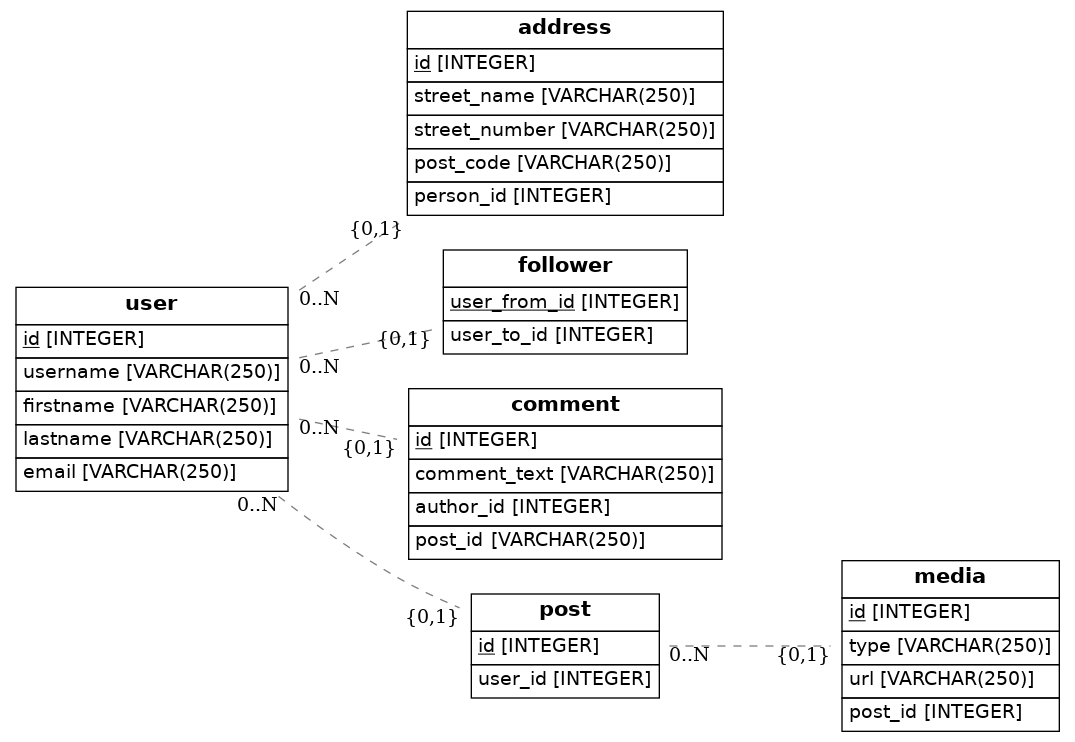 address
id [INTEGER]
street_name [VARCHAR(250)]
street_number [VARCHAR(250)]
post_code [VARCHAR(250)]
person_id [INTEGER]
{0,1}
0..N
follower
user_from_id [INTEGER]
user_to_id [INTEGER]
{0,1}
0..N
user
id [INTEGER]
username [VARCHAR(250)]
firstname [VARCHAR(250)]
lastname [VARCHAR(250)]
email [VARCHAR(250)]
0..N
{0,1}
comment
id [INTEGER]
comment_text [VARCHAR(250)]
author_id [INTEGER]
post_id [VARCHAR(250)]
0..N
{0,1}
post
id [INTEGER]
user_id [INTEGER]
0..N
{0,1}
media
id [INTEGER]
type [VARCHAR(250)]
url [VARCHAR(250)]
post_id [INTEGER]